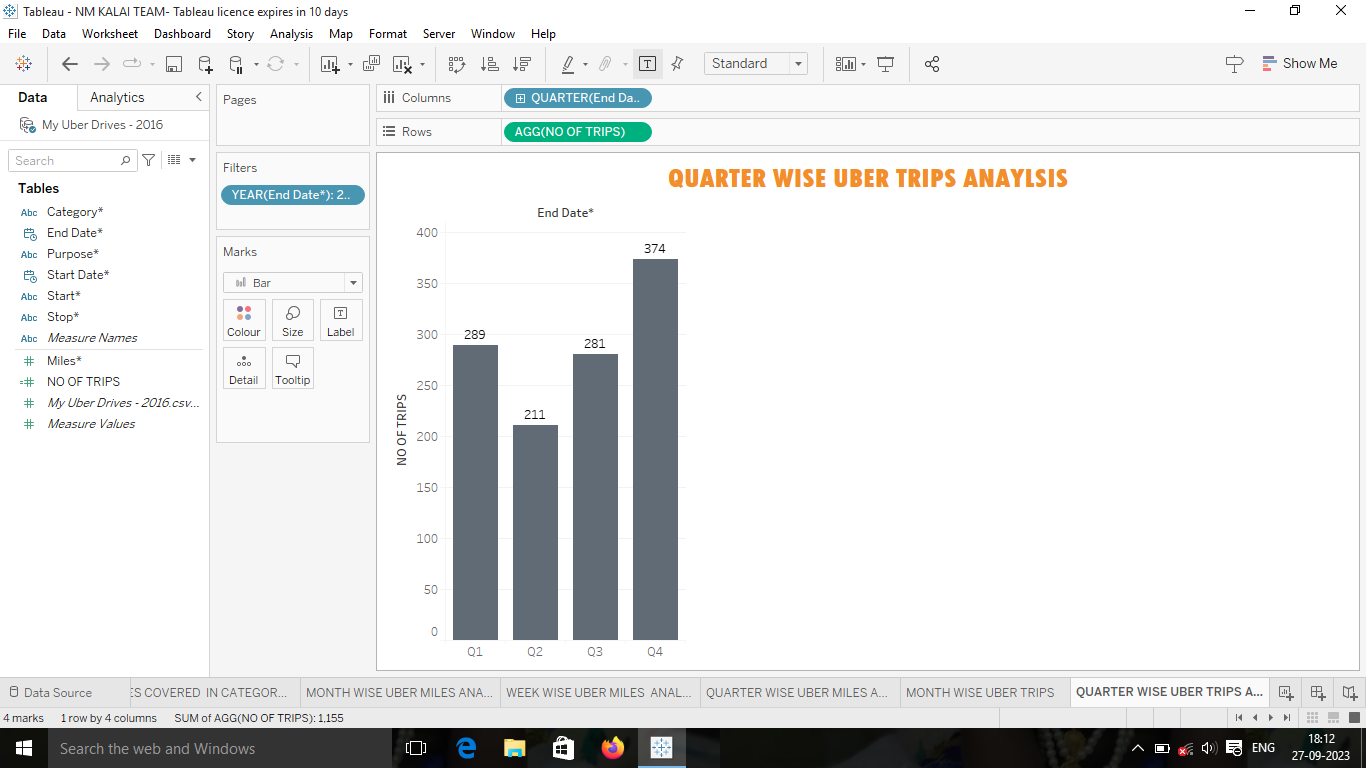 Tableau - NM KALAI TEAM- Tableau licence expires in 10 days
File Data Worksheet Dashboard Story Analysis Map Format Server Window Help
Standard
Show Me
Data Analytics
My Uber Drives - 2016
Search
Tables
Abc Category*
End Date*
Abc Purpose*
Start Date*
Abc Start*
Abc Stop*
Abc Measure Names
# Miles*
=# NO OF TRIPS
# My Uber Drives - 2016.csv...
# Measure Values
Pages
Filters
YEAR(End Date*): 2..
Marks
Bar
Colour Size T Label
Detail Tooltip
Columns QUARTER(End Da..
Rows AGG(NO OF TRIPS)
QUARTER WISE UBER TRIPS ANAYLSIS
End Date*
NO OF TRIPS
400
350
300
250
200
150
100
50
0
289
211
281
374
Q1 Q2 Q3 Q4
Data Source
ES COVERED IN CATEGOR...
MONTH WISE UBER MILES ANA...
WEEK WISE UBER MILES ANAL...
QUARTER WISE UBER MILES A...
MONTH WISE UBER TRIPS
QUARTER WISE UBER TRIPS A...
4 marks 1 row by 4 columns SUM of AGG(NO OF TRIPS): 1,155
Search the web and Windows
ENG
18:12
27-09-2023